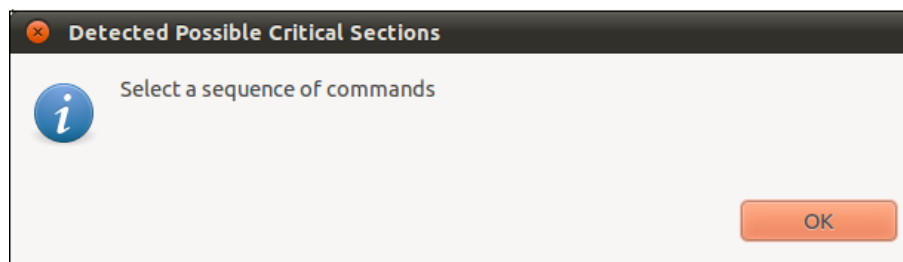 Detected Possible Critical Sections
Select a sequence of commands
OK